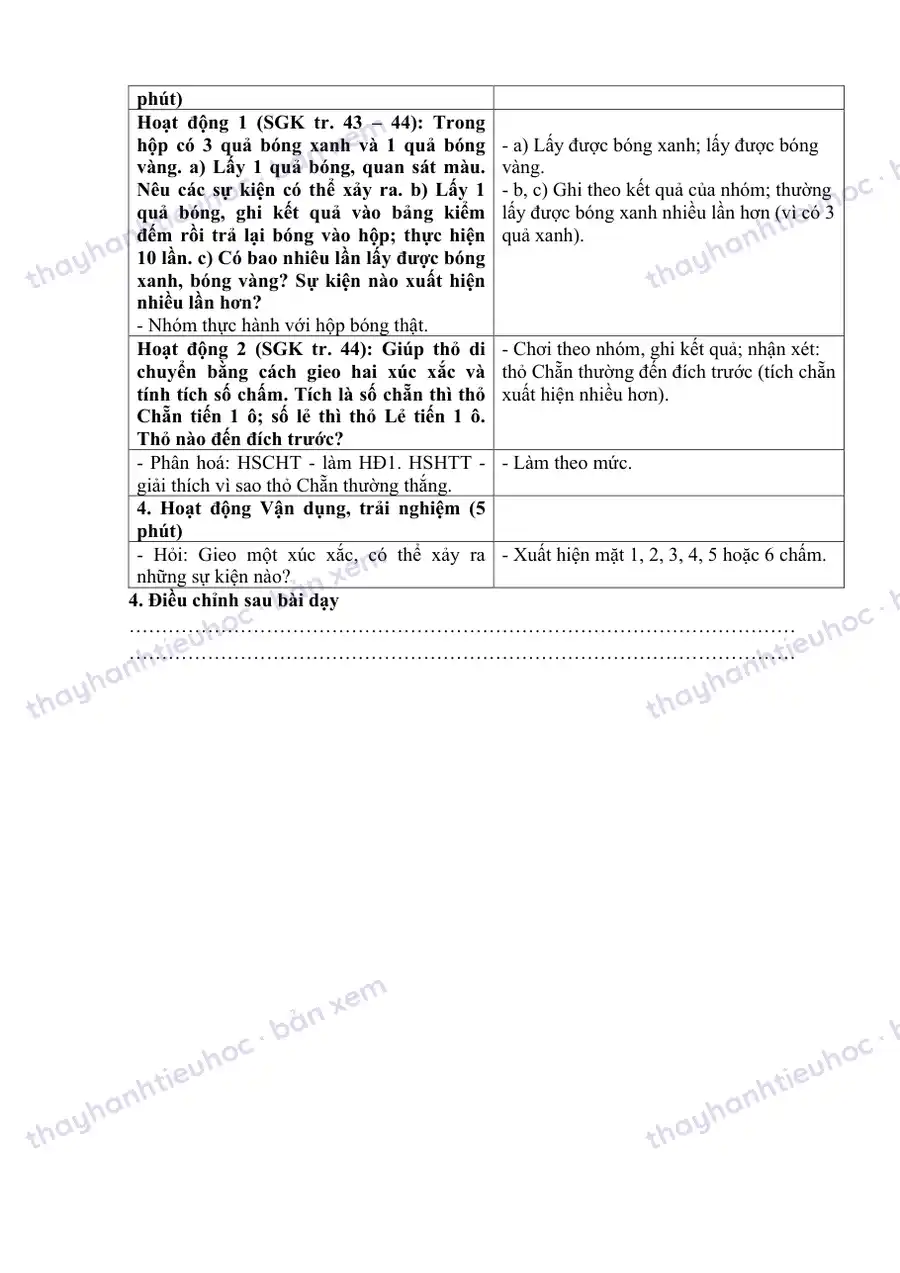 phút)
Hoạt động 1 (SGK tr. 43 – 44): Trong
hộp có 3 quả bóng xanh và 1 quả bóng
vàng. a) Lấy 1 quả bóng, quan sát màu.
Nêu các sự kiện có thể xảy ra. b) Lấy 1
quả bóng, ghi kết quả vào bảng kiểm
đếm rồi trả lại bóng vào hộp; thực hiện
10 lần. c) Có bao nhiêu lần lấy được bóng
xanh, bóng vàng? Sự kiện nào xuất hiện
nhiều lần hơn?
- Nhóm thực hành với hộp bóng thật.
- a) Lấy được bóng xanh; lấy được bóng
vàng.
- b, c) Ghi theo kết quả của nhóm; thường
lấy được bóng xanh nhiều lần hơn (vì có 3
quả xanh).
Hoạt động 2 (SGK tr. 44): Giúp thỏ di
chuyển bằng cách gieo hai xúc xắc và
tính tích số chấm. Tích là số chẵn thì thỏ
Chẵn tiến 1 ô; số lẻ thì thỏ Lẻ tiến 1 ô.
Thỏ nào đến đích trước?
- Chơi theo nhóm, ghi kết quả; nhận xét:
thỏ Chẵn thường đến đích trước (tích chẵn
xuất hiện nhiều hơn).
- Phân hoá: HSCHT - làm HĐ1. HSHTT -
giải thích vì sao thỏ Chẵn thường thắng.
- Làm theo mức.
4. Hoạt động Vận dụng, trải nghiệm (5
phút)
- Hỏi: Gieo một xúc xắc, có thể xảy ra
những sự kiện nào?
- Xuất hiện mặt 1, 2, 3, 4, 5 hoặc 6 chấm.
4. Điều chỉnh sau bài dạy
…………………………………………………………………………………………
…………………………………………………………………………………………
thayhanhtieuhoc · bản xem
thayhanhtieuhoc · b
thayhanhtieuhoc · bản xem
thayhanhtieuhoc · b
thayhanhtieuhoc · bản xem
thayhanhtieuhoc · b